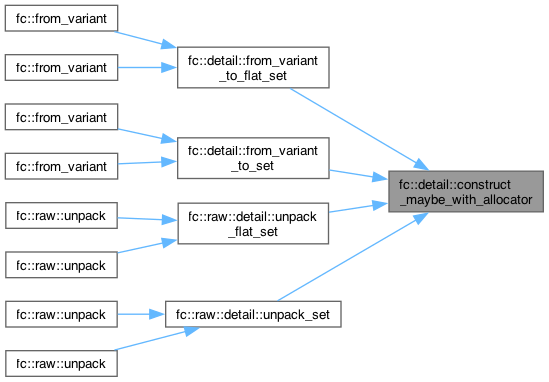 fc::from_variant
fc::from_variant
fc::detail::from_variant
_to_flat_set
fc::from_variant
fc::from_variant
fc::detail::from_variant
_to_set
fc::detail::construct
_maybe_with_allocator
fc::raw::unpack
fc::raw::unpack
fc::raw::detail::unpack
_flat_set
fc::raw::unpack
fc::raw::unpack
fc::raw::detail::unpack_set